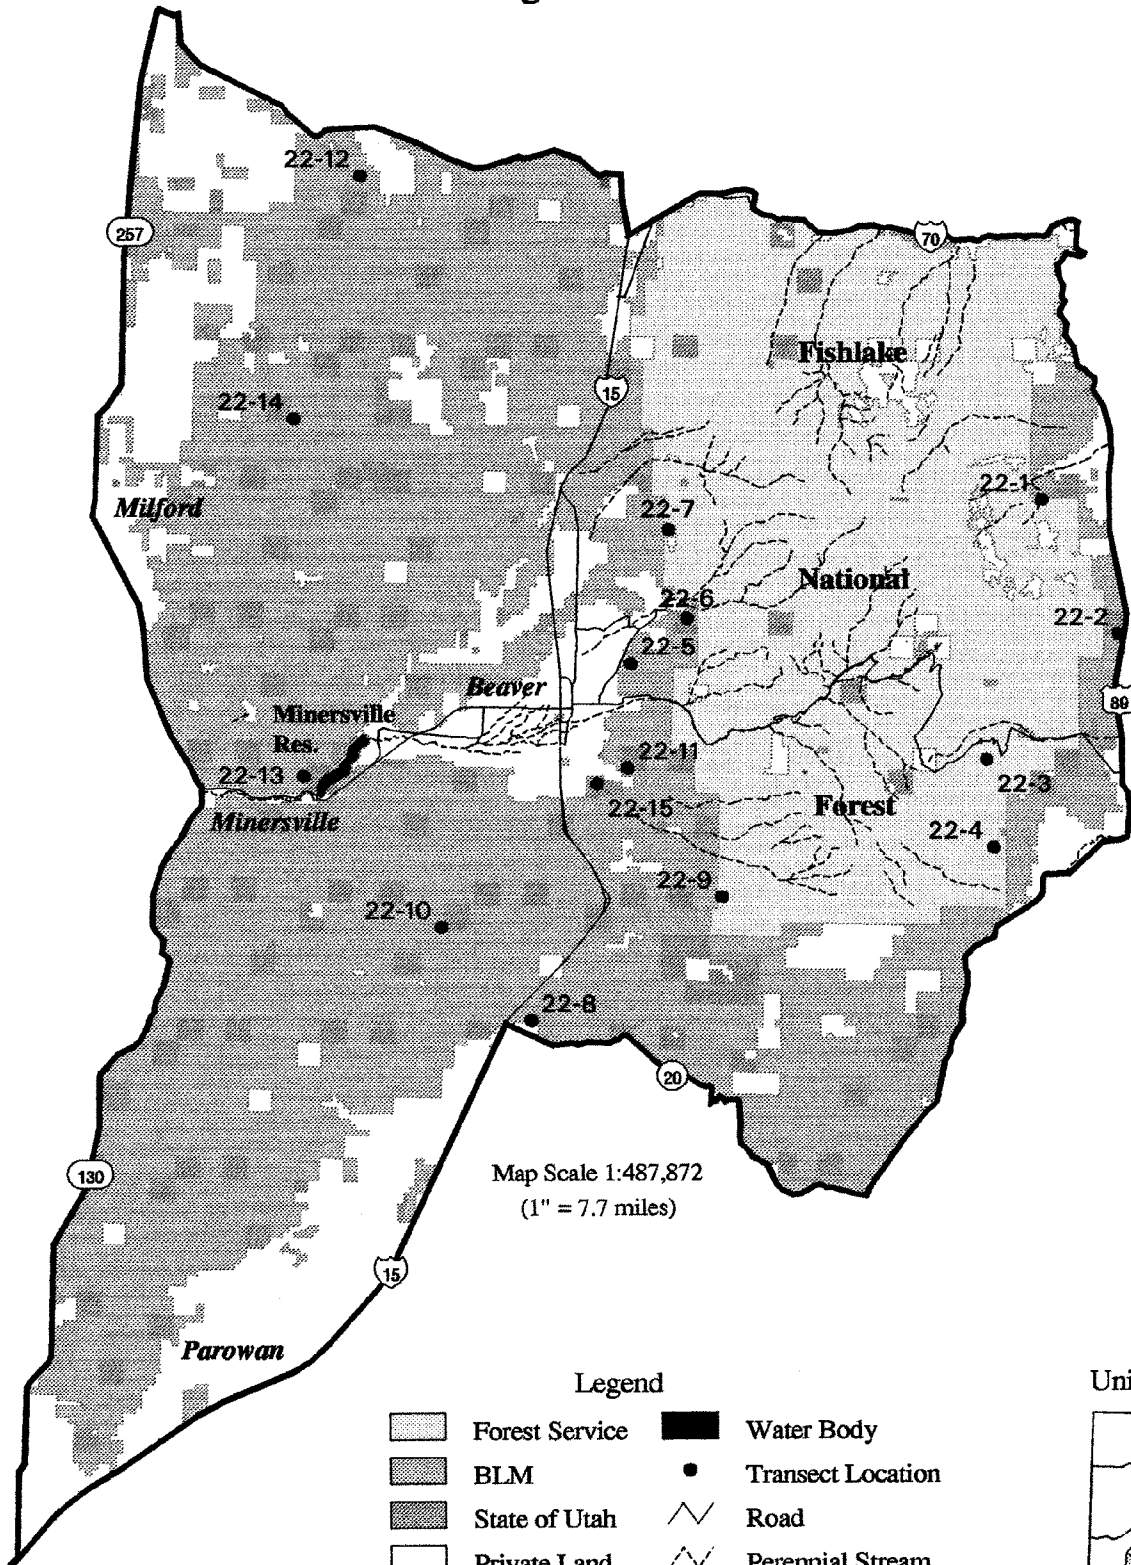 22-12
257
70
Fishlake
15
22-14
22-1
Milford
22-7
National
22-6
22-2
22-5
Beaver
89
Minersville
Res.
22-11
22-13
22-3
22-15
Forest
Minersville
22-4
22-9
22-10
22-8
20
Map Scale 1:487,872
(1" = 7.7 miles)
130
15
Parowan
Legend
Uni
Forest Service
Water Body
BLM
Transect Location
State of Utah
Road
Private Land
Perennial Stream